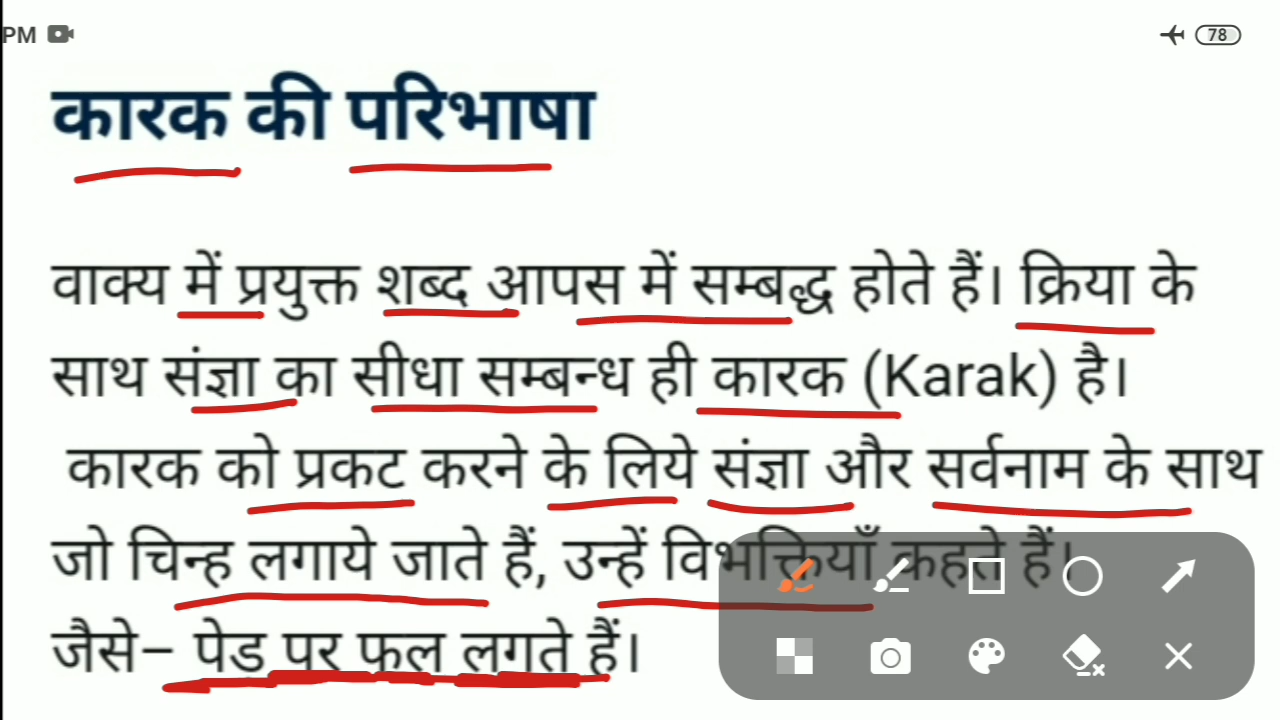 PM
78
कारक की परिभाषा
वाक्य में प्रयुक्त शब्द आपस में सम्बद्ध होते हैं। क्रिया के
साथ संज्ञा का सीधा सम्बन्ध ही कारक (Karak) है।
कारक को प्रकट करने के लिये संज्ञा और सर्वनाम के साथ
जो चिन्ह लगाये जाते हैं, उन्हें विभक्तियाँ कहते हैं।
जैसे– पेड़ पर फल लगते हैं।